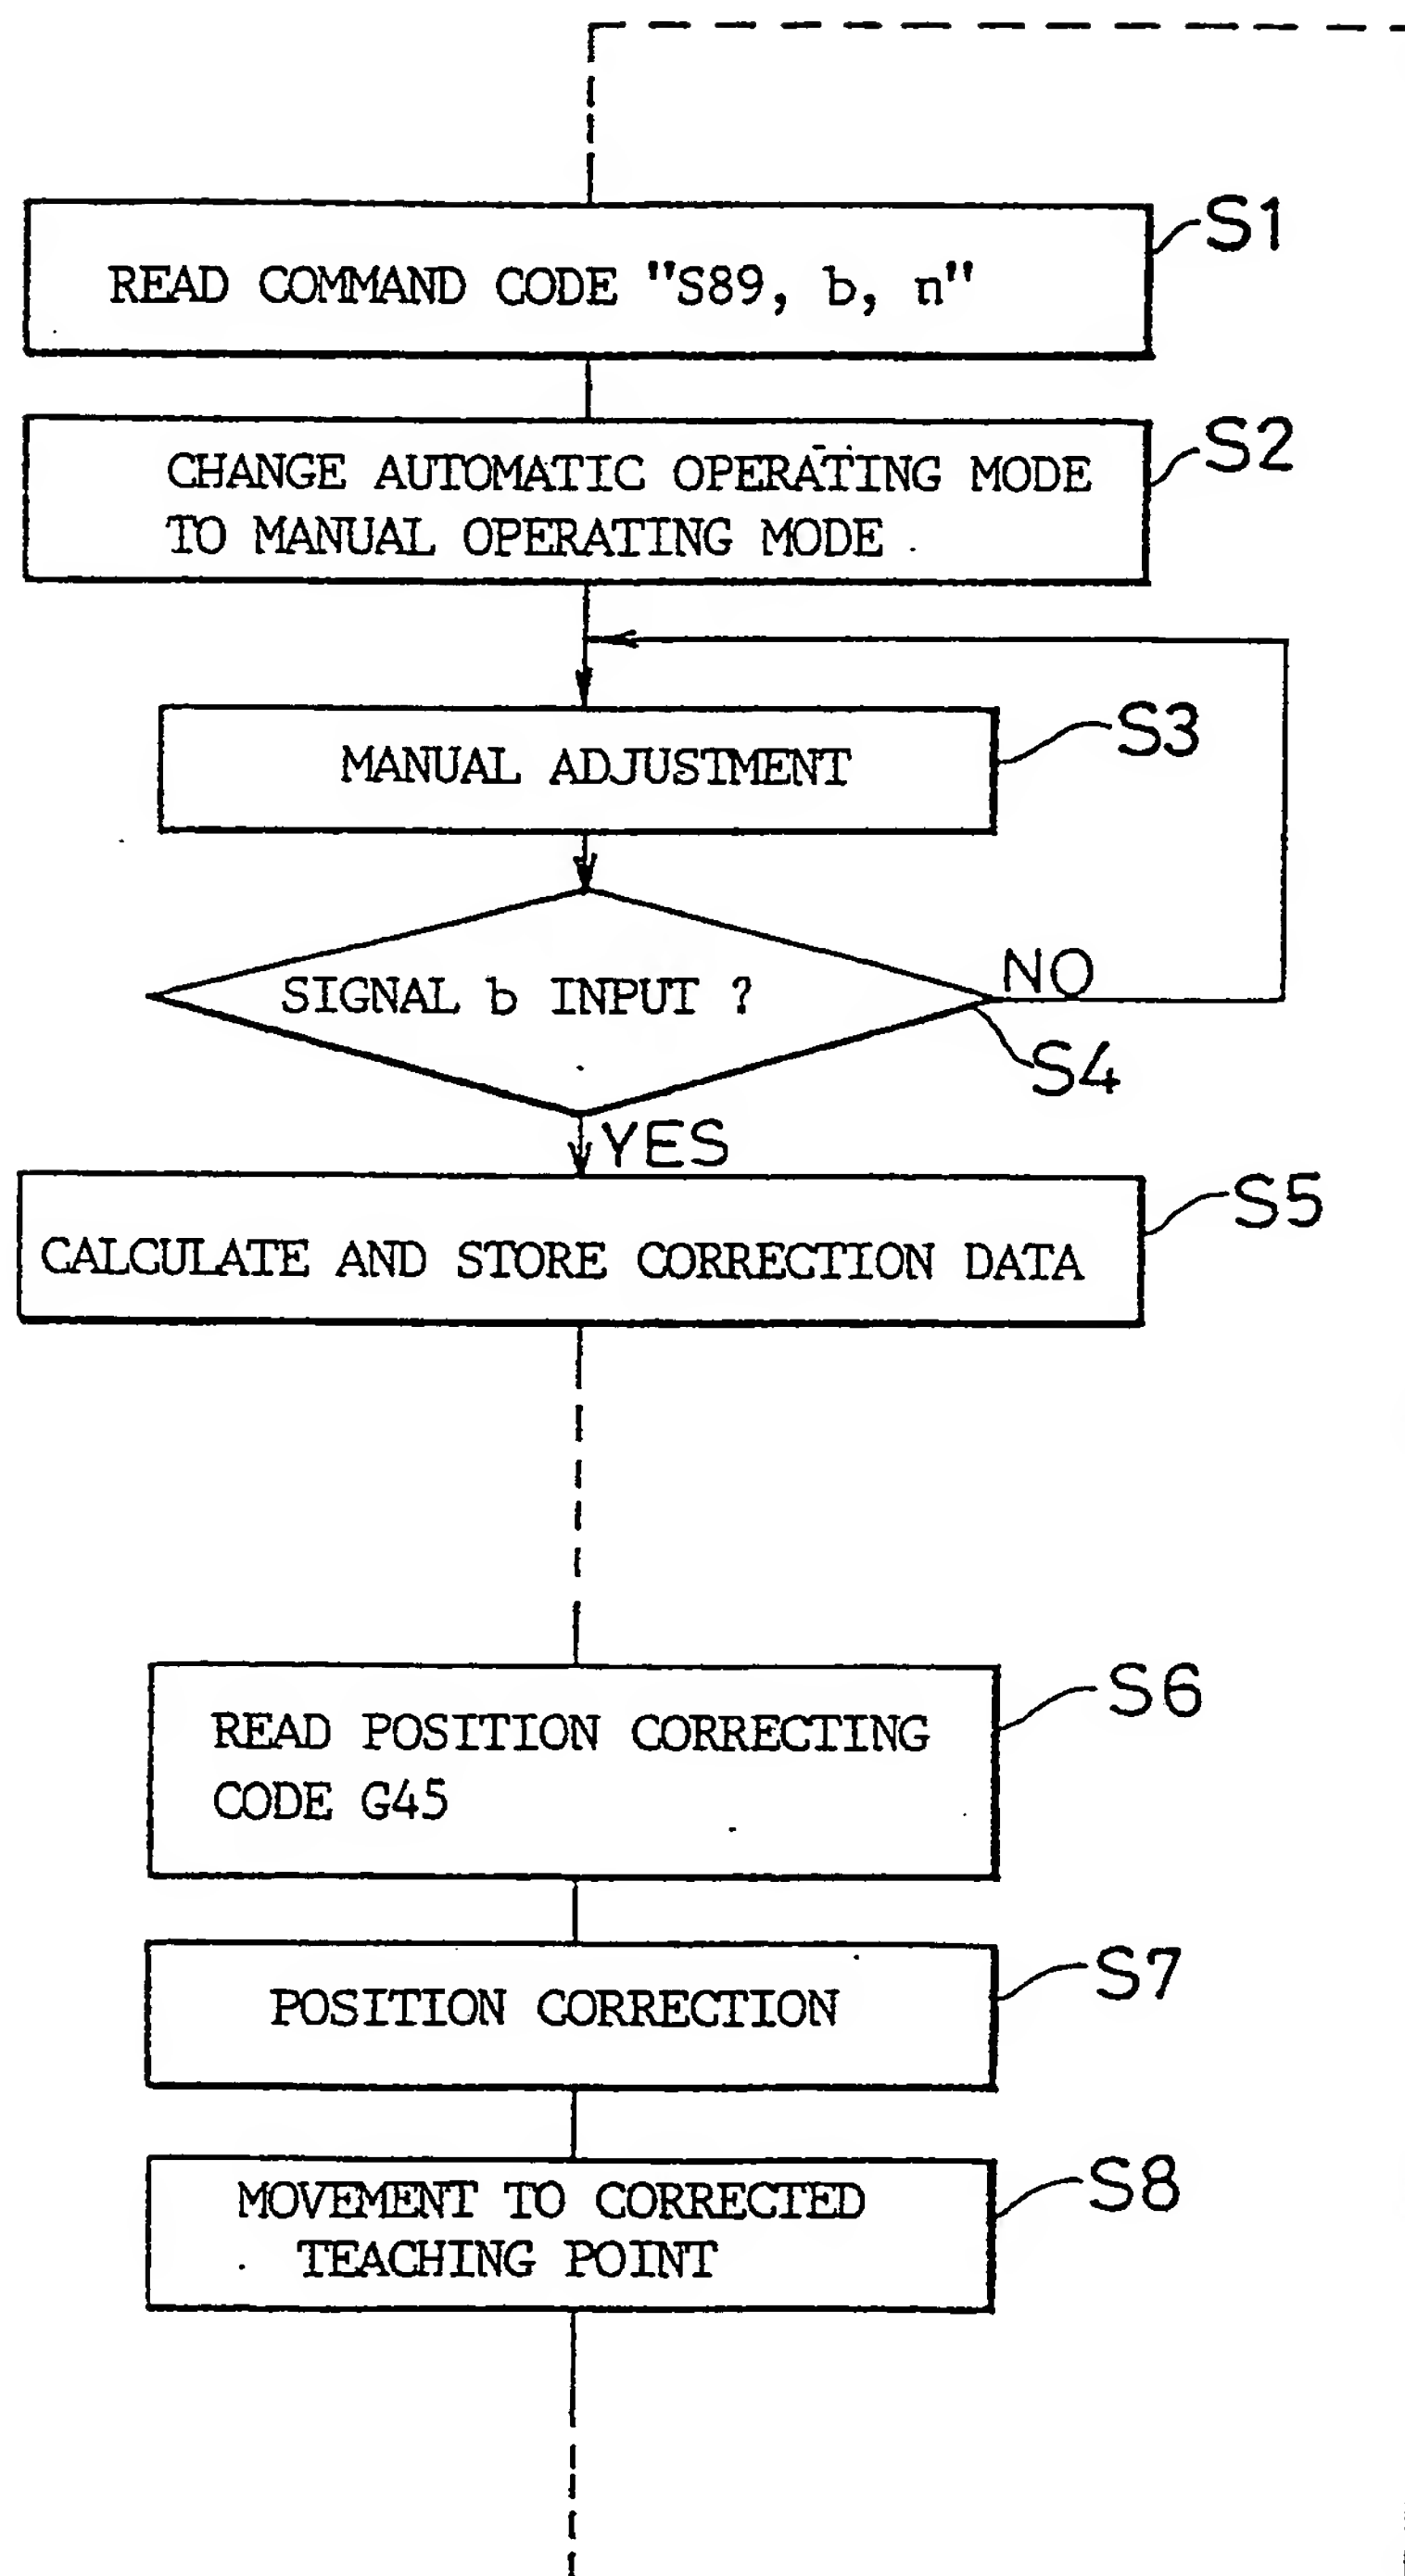 S1
READ COMMAND CODE "S89, b, n"
S2
CHANGE AUTOMATIC OPERATING MODE
TO MANUAL OPERATING MODE
S3
MANUAL ADJUSTMENT
SIGNAL b INPUT ?
NO
S4
YES
S5
CALCULATE AND STORE CORRECTION DATA
S6
READ POSITION CORRECTING
CODE G45
S7
POSITION CORRECTION
S8
MOVEMENT TO CORRECTED
TEACHING POINT